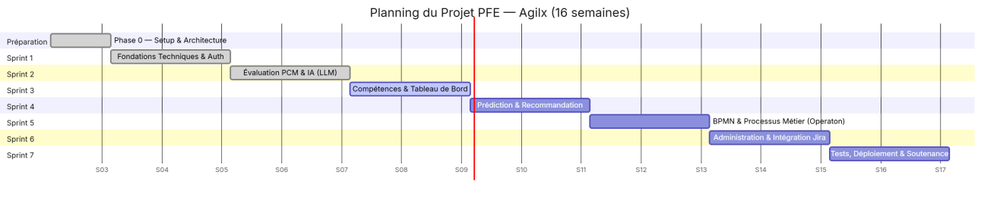 Planning du Projet PFE — Agilx (16 semaines)
Préparation
Phase 0 — Setup & Architecture
Sprint 1
Fondations Techniques & Auth
Sprint 2
Évaluation PCM & IA (LLM)
Sprint 3
Compétences & Tableau de Bord
Sprint 4
Prédiction & Recommandation
Sprint 5
BPMN & Processus Métier (Operaton)
Sprint 6
Administration & Intégration Jira
Sprint 7
Tests, Déploiement & Soutenance
S03 S04 S05 S06 S07 S08 S09 S10 S11 S12 S13 S14 S15 S16 S17